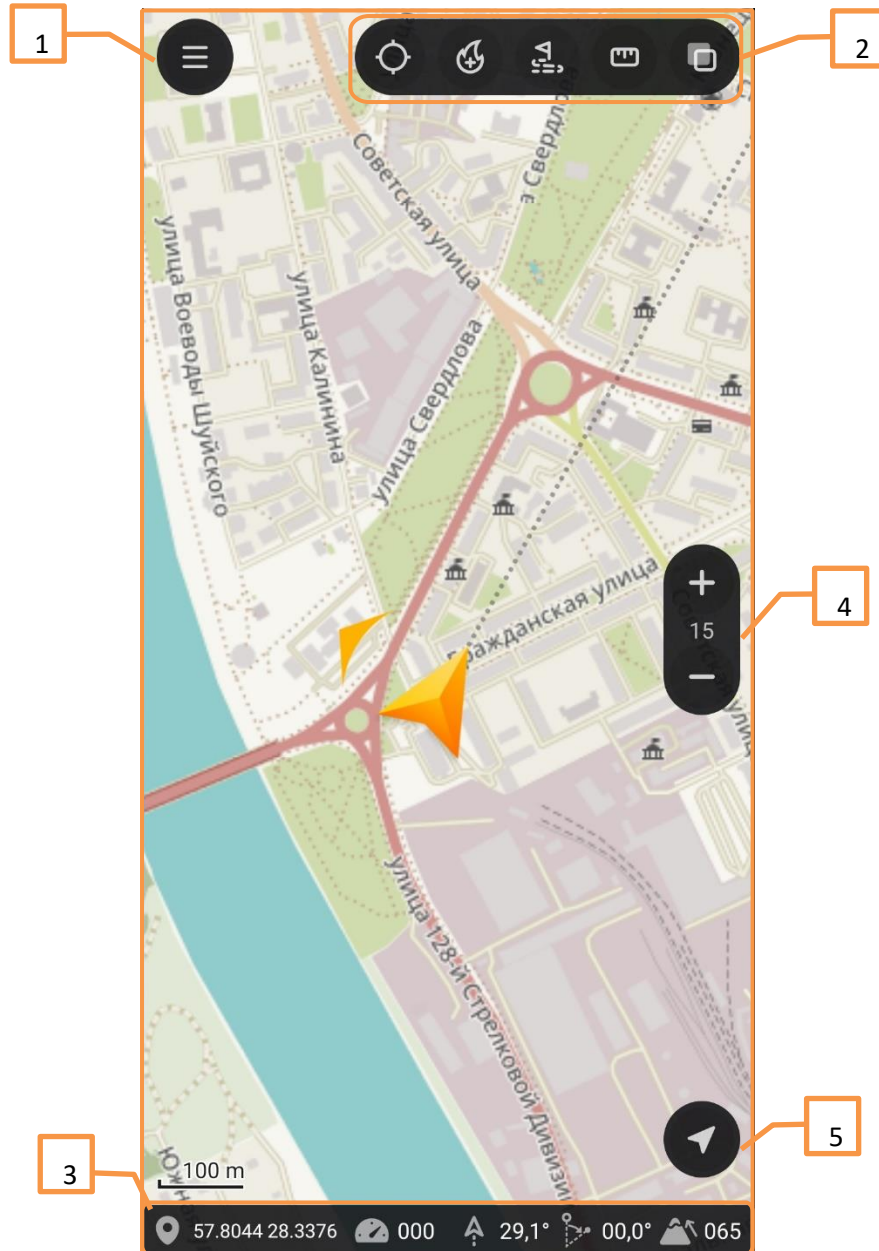 1
2
Советская улица
э Свердлова
улица Воеводы Шуйского
улица Калинина
улица Свердлова
Гражданская улица
4
15
улица 128-й Стрелковой Дивизии
5
Южная
100 m
3
57.8044 28.3376 000 29,1° 00,0° 065